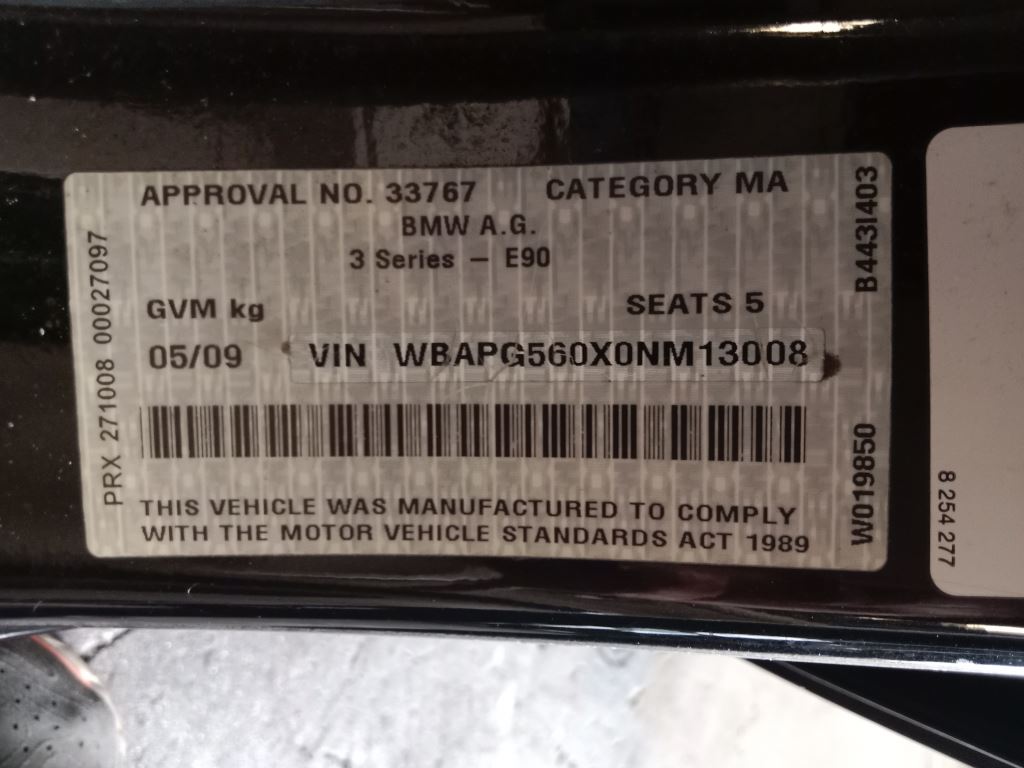 APPROVAL NO. 33767 CATEGORY MA
BMW A.G.
3 Series – E90
GVM kg SEATS 5
05/09 VIN WBAPG560X0NM13008
THIS VEHICLE WAS MANUFACTURED TO COMPLY
WITH THE MOTOR VEHICLE STANDARDS ACT 1989
PRX 271008 00027097
B443I403
W019850
8 254 277